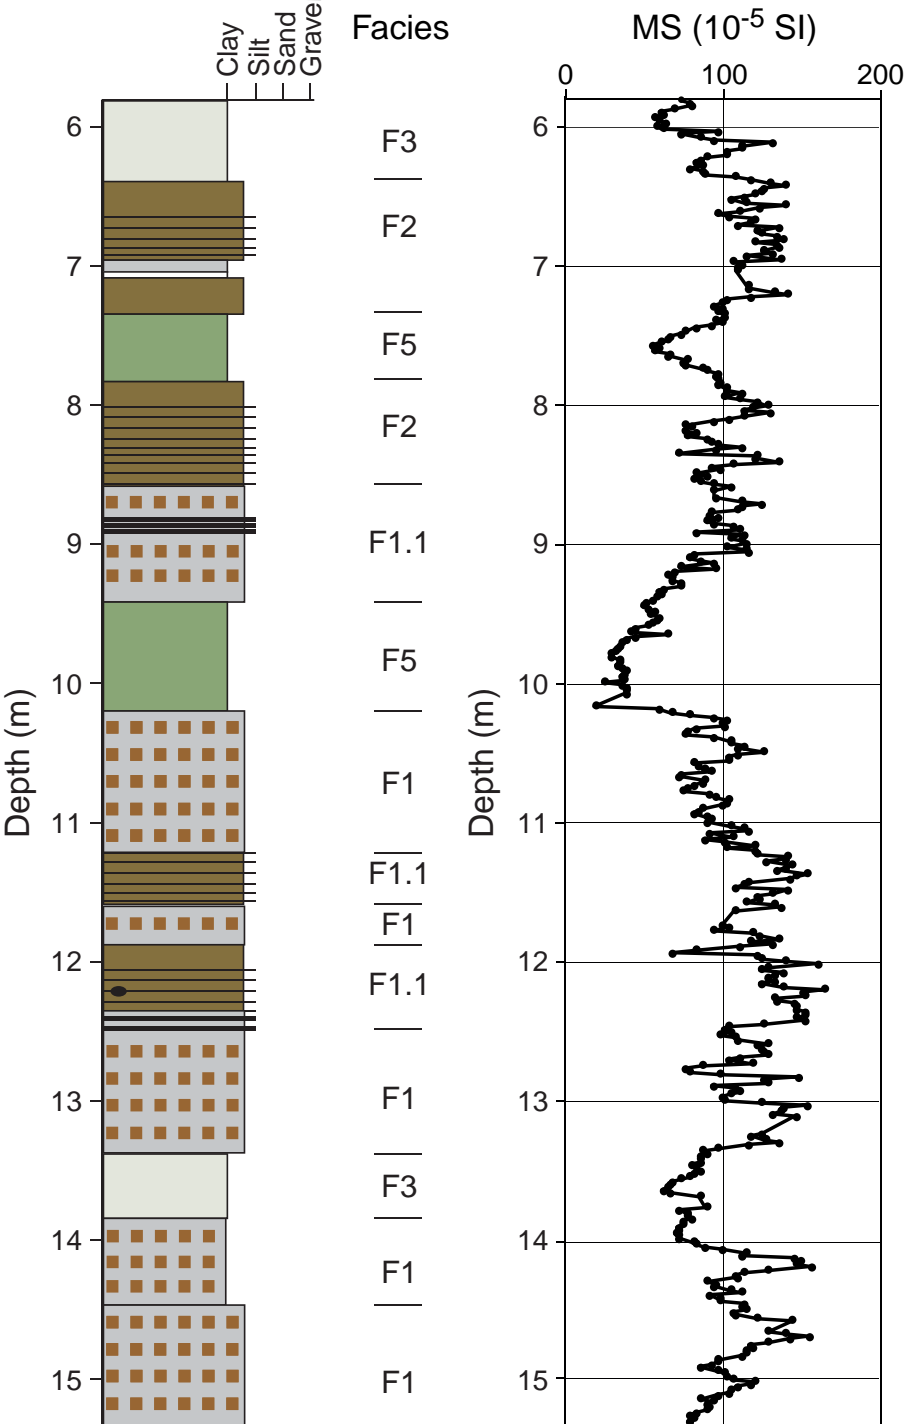 Clay
Silt
Sand
Grave
Facies
MS (10-5 SI)
0 100 200
6
F3
F2
7
F5
8
F2
9
F1.1
F5
10
Depth (m)
F1
11
F1.1
F1
12
F1.1
13
F1
F3
14
F1
15
F1
6
7
8
9
10
Depth (m)
11
12
13
14
15